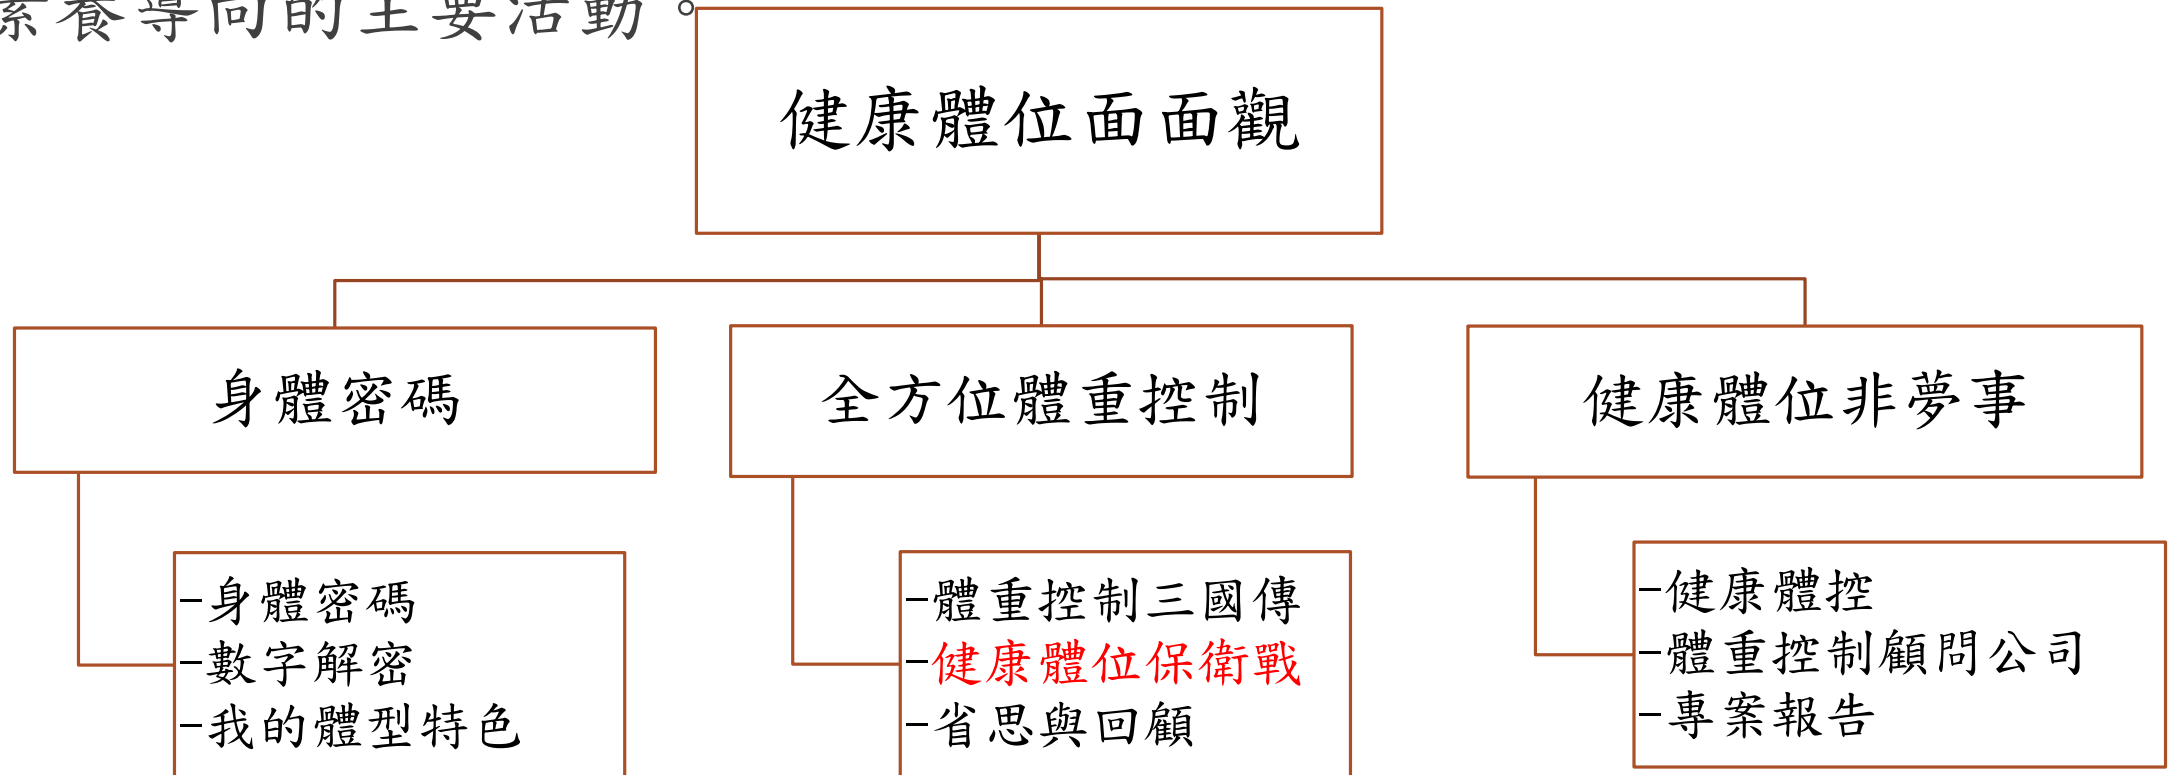 素養導向的主要活動。
健康體位面面觀
身體密碼
全方位體重控制
健康體位非夢事
-身體密碼
-數字解密
-我的體型特色
-體重控制三國傳
-健康體位保衛戰
-省思與回顧
-健康體控
-體重控制顧問公司
-專案報告